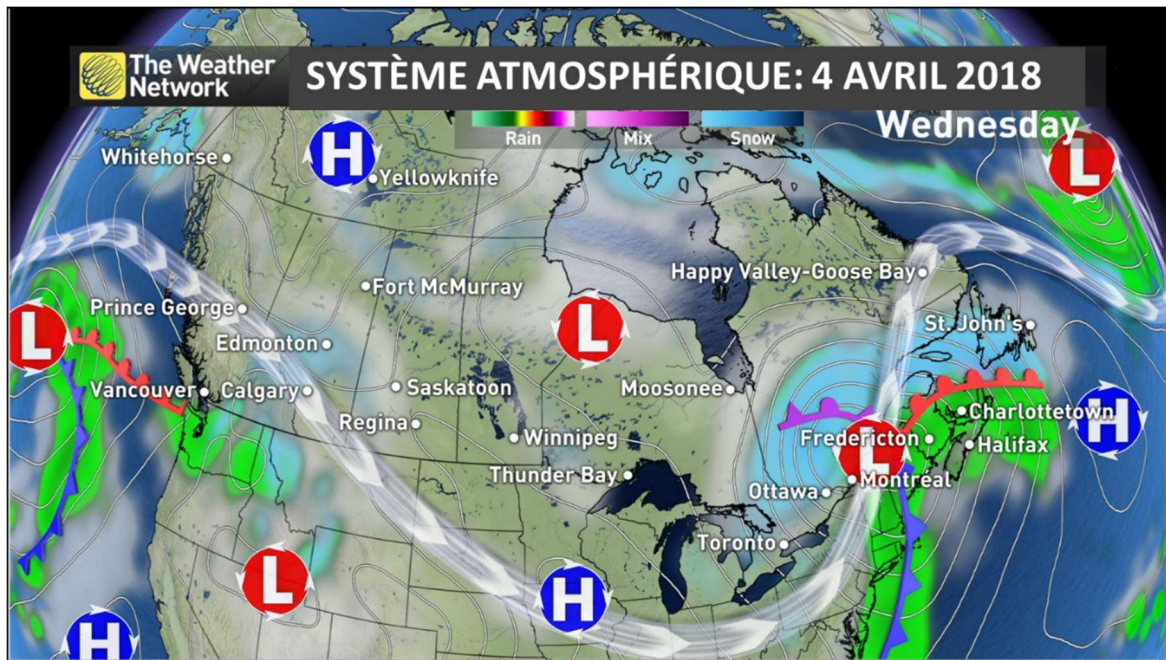 The Weather
Network
SYSTÈME ATMOSPHÉRIQUE: 4 AVRIL 2018
Rain
Mix
Snow
Wednesday
Whitehorse
H
Yellowknife
L
Happy Valley-Goose Bay
Fort McMurray
Prince George
L
L
St. John's
Edmonton
Vancouver
Calgary
Saskatoon
Moosonee
Charlottetown
H
Regina
Winnipeg
Fredericton
L
Halifax
Thunder Bay
Ottawa
Montréal
Toronto
L
H
H